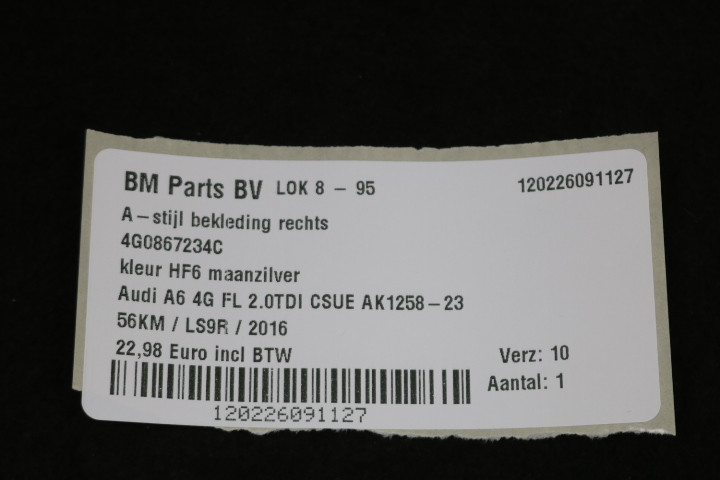 BM Parts BV LOK 8 - 95 120226091127
A-stijl bekleding rechts
4G0867234C
kleur HF6 maanzilver
Audi A6 4G FL 2.0TDI CSUE AK1258-23
56KM / LS9R / 2016
22,98 Euro incl BTW Verz: 10
Aantal: 1
120226091127